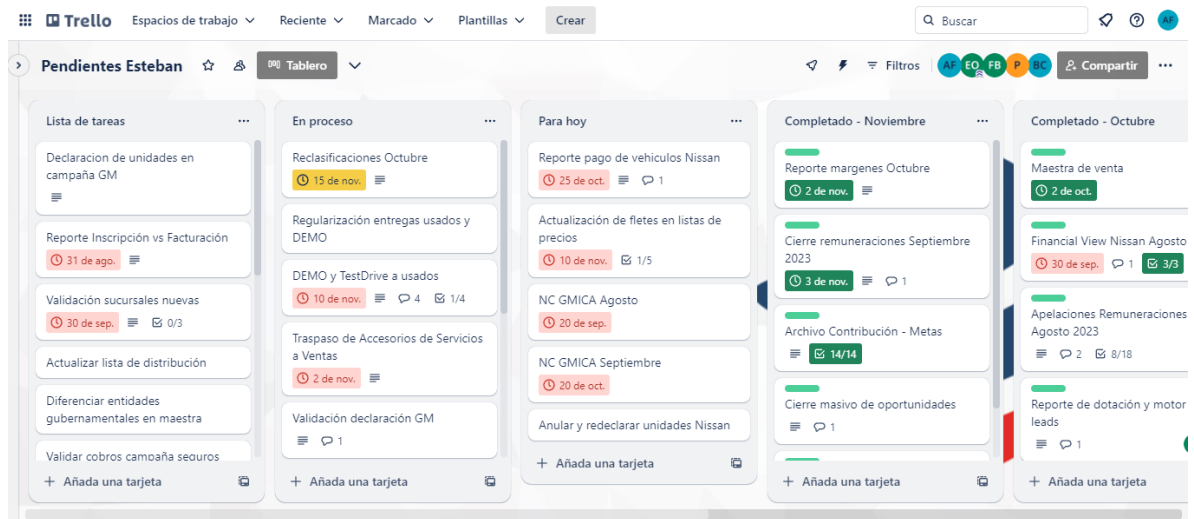 Trello Espacios de trabajo Reciente Marcado Plantillas Crear Buscar AF
Pendientes Esteban Tablero Filtros AF EO FB P BC Compartir
Lista de tareas
Declaracion de unidades en
campaña GM
Reporte Inscripción vs Facturación
31 de ago.
Validación sucursales nuevas
30 de sep. 0/3
Actualizar lista de distribución
Diferenciar entidades
gubernamentales en maestra
Validar cobros campaña seguros
+ Añada una tarjeta
En proceso
Reclasificaciones Octubre
15 de nov.
Regularización entregas usados y
DEMO
DEMO y TestDrive a usados
10 de nov. 4 1/4
Traspaso de Accesorios de Servicios
a Ventas
2 de nov.
Validación declaración GM
1
+ Añada una tarjeta
Para hoy
Reporte pago de vehiculos Nissan
25 de oct. 1
Actualización de fletes en listas de
precios
10 de nov. 1/5
NC GMICA Agosto
20 de sep.
NC GMICA Septiembre
20 de oct.
Anular y redeclarar unidades Nissan
+ Añada una tarjeta
Completado - Noviembre
Reporte margenes Octubre
2 de nov.
Cierre remuneraciones Septiembre
2023
3 de nov. 1
Archivo Contribución - Metas
14/14
Cierre masivo de oportunidades
1
+ Añada una tarjeta
Completado - Octubre
Maestra de venta
2 de oct.
Financial View Nissan Agosto
30 de sep. 1 3/3
Apelaciones Remuneraciones
Agosto 2023
2 8/18
Reporte de dotación y motor
leads
1
+ Añada una tarjeta